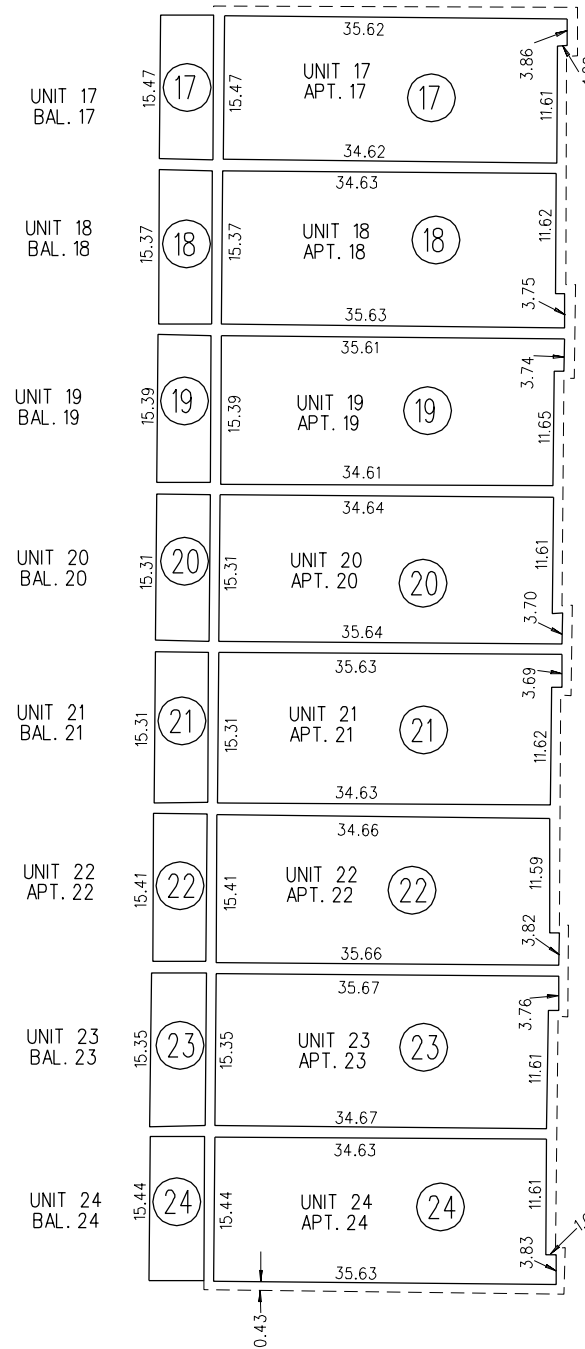 35.62
3.86
15.47
15.47
UNIT 17
BAL. 17
17
UNIT 17
APT. 17
17
11.61
34.62
34.63
15.37
15.37
UNIT 18
BAL. 18
18
UNIT 18
APT. 18
18
11.62
3.75
35.63
35.61
3.74
15.39
15.39
UNIT 19
BAL. 19
19
UNIT 19
APT. 19
19
11.65
34.61
34.64
15.31
15.31
UNIT 20
BAL. 20
20
UNIT 20
APT. 20
20
11.61
3.70
35.64
35.63
3.69
15.31
15.31
UNIT 21
BAL. 21
21
UNIT 21
APT. 21
21
11.62
34.63
34.66
15.41
15.41
UNIT 22
APT. 22
22
UNIT 22
APT. 22
22
11.59
3.82
35.66
35.67
3.76
15.35
15.35
UNIT 23
BAL. 23
23
UNIT 23
APT. 23
23
11.61
34.67
34.63
15.44
15.44
UNIT 24
BAL. 24
24
UNIT 24
APT. 24
24
11.61
3.83
35.63
0.43